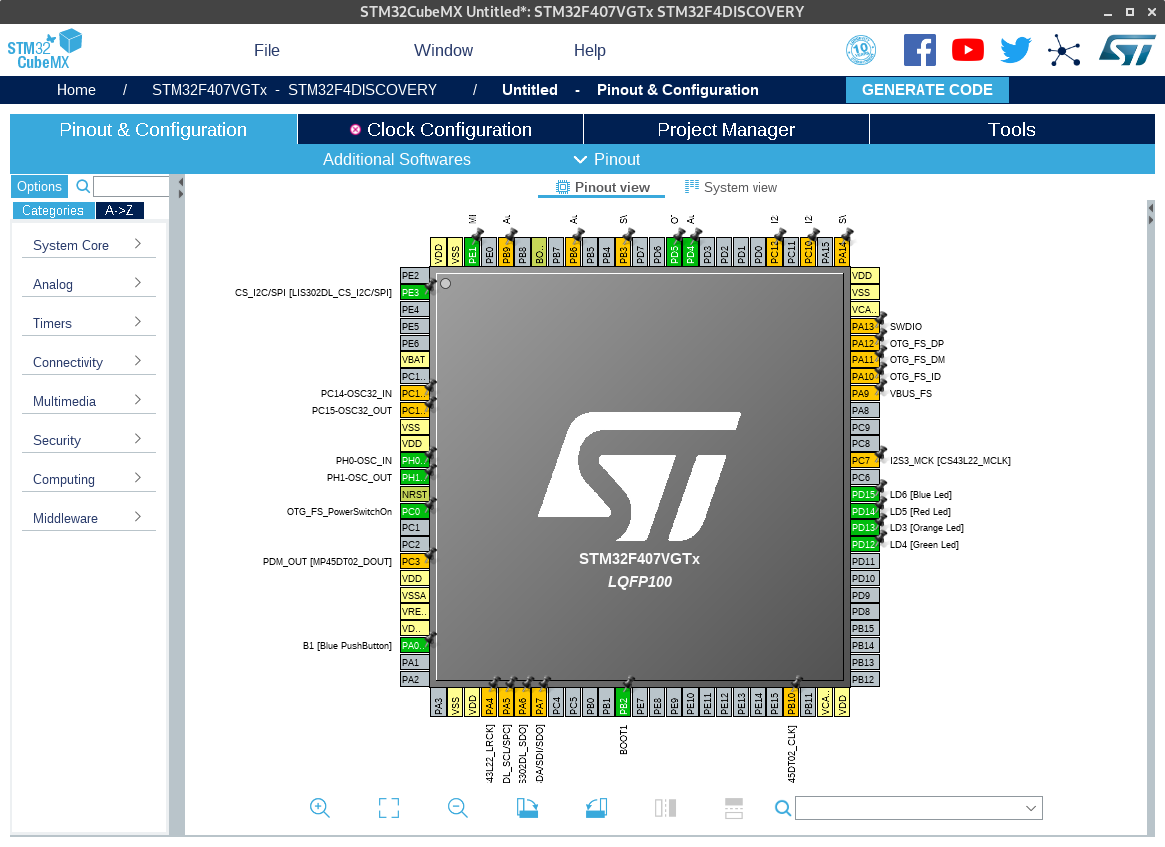 STM32CubeMX Untitled*: STM32F407VGTx STM32F4DISCOVERY
STM32
CubeMX
File
Window
Help
10
Home / STM32F407VGTx - STM32F4DISCOVERY / Untitled - Pinout & Configuration
GENERATE CODE
Pinout & Configuration
Clock Configuration
Project Manager
Tools
Additional Softwares
Pinout
Options
Categories
A->Z
System Core
Analog
Timers
Connectivity
Multimedia
Security
Computing
Middleware
Pinout view
System view
VDD
VSS
PE1
PE0
PB9
PB8
BO..
PB7
PB6
PB5
PB4
PB3
PD7
PD6
PD5
PD4
PD3
PD2
PD1
PD0
PC12
PC11
PC10
PA15
PA14
PE2
CS_I2C/SPI [LIS302DL_CS_I2C/SPI] PE3
PE4
PE5
PE6
VBAT
PC1..
PC14-OSC32_IN PC1..
PC15-OSC32_OUT PC1..
VSS
VDD
PH0-OSC_IN PH0..
PH1-OSC_OUT PH1..
NRST
OTG_FS_PowerSwitchOn PC0
PC1
PC2
PDM_OUT [MP45DT02_DOUT] PC3
VDD
VSSA
VRE..
VD..
B1 [Blue PushButton] PA0..
PA1
PA2
STM32F407VGTx
LQFP100
VDD
VSS
VCA..
PA13 SWDIO
PA12 OTG_FS_DP
PA11 OTG_FS_DM
PA10 OTG_FS_ID
PA9 VBUS_FS
PA8
PC9
PC8
PC7 I2S3_MCK [CS43L22_MCLK]
PC6
PD15 LD6 [Blue Led]
PD14 LD5 [Red Led]
PD13 LD3 [Orange Led]
PD12 LD4 [Green Led]
PD11
PD10
PD9
PD8
PB15
PB14
PB13
PB12
PA3
VSS
VDD
PA4
PA5
PA6
PA7
PC4
PC5
PB0
PB1
PB2
PE7
PE8
PE9
PE10
PE11
PE12
PE13
PE14
PE15
PB10
PB11
VCA..
VDD
43L22_LRCK]
DL_SCL/SPC]
302DL_SDO]
DA/SDI/SDO]
BOOT1
45DT02_CLK]